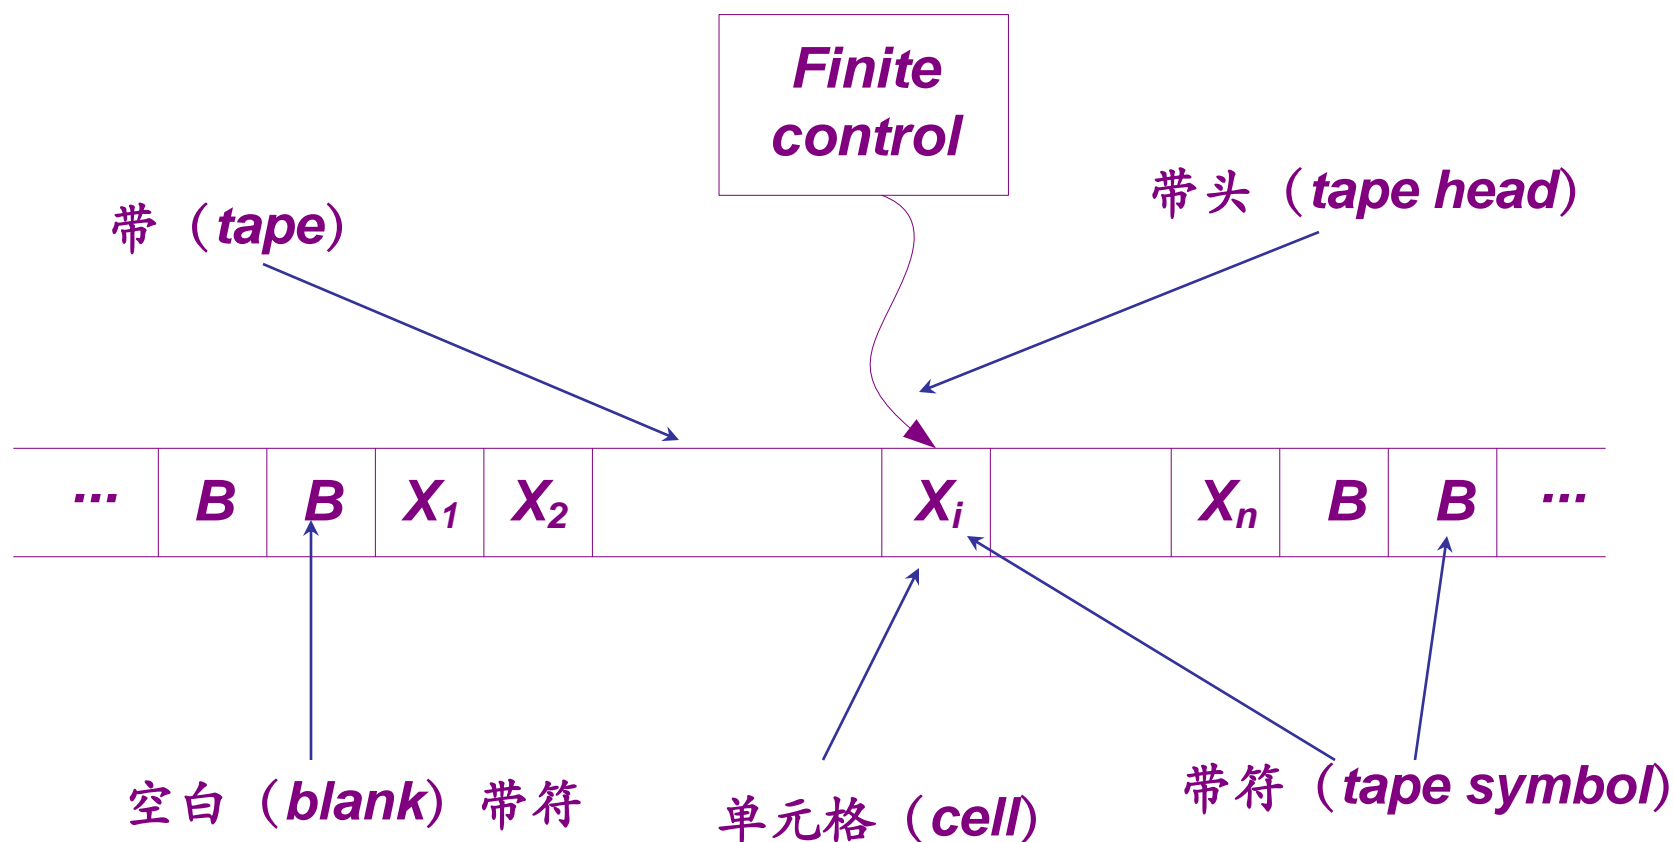 Finite
control
带（tape）
带头（tape head）
... B B X₁ X₂ Xᵢ Xₙ B B ...
空白（blank）带符
单元格（cell）
带符（tape symbol）